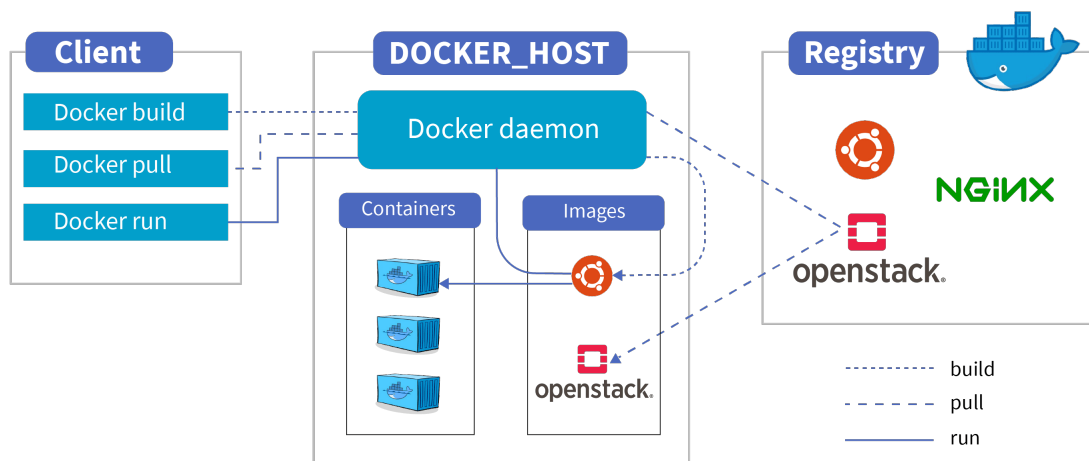 Client
Docker build
Docker pull
Docker run
DOCKER_HOST
Docker daemon
Containers
Images
openstack.
Registry
NGiNX
openstack.
build
pull
run